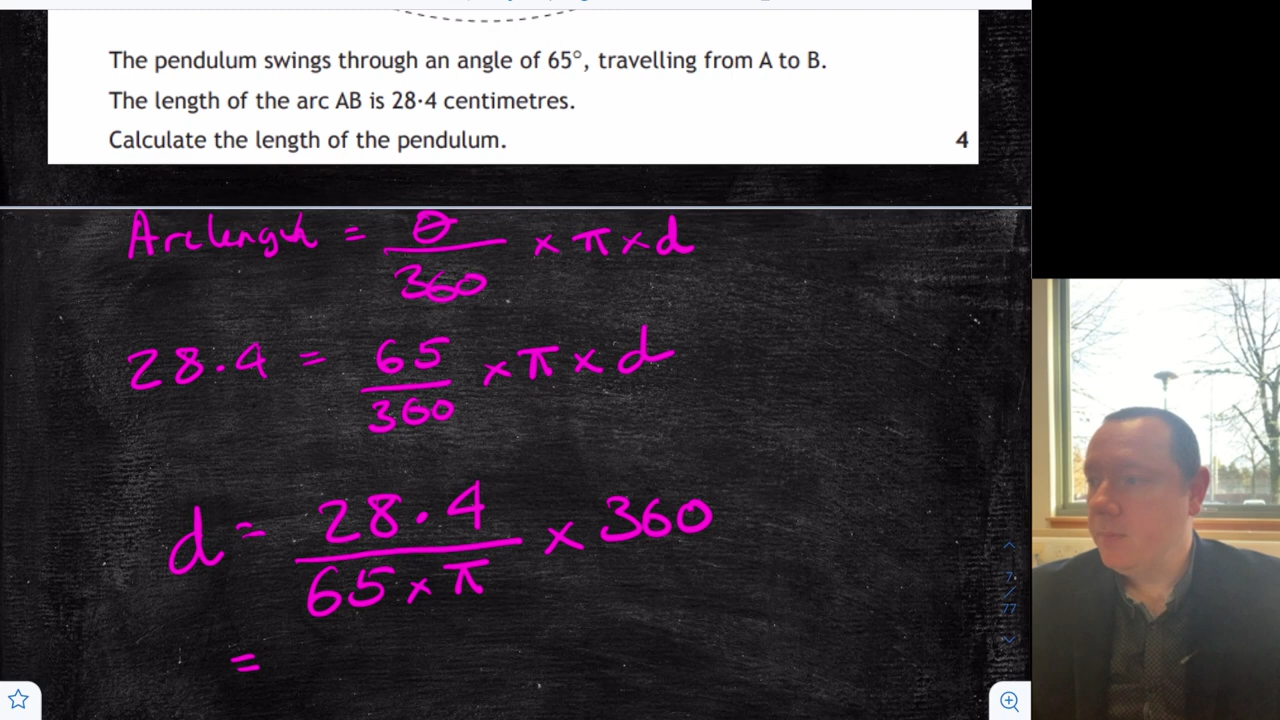 The pendulum swings through an angle of 65°, travelling from A to B.
The length of the arc AB is 28·4 centimetres.
Calculate the length of the pendulum.
4
Arc length = θ/360 × π × d
28.4 = 65/360 × π × d
d = 28.4/(65 × π) × 360
=
7
/
77